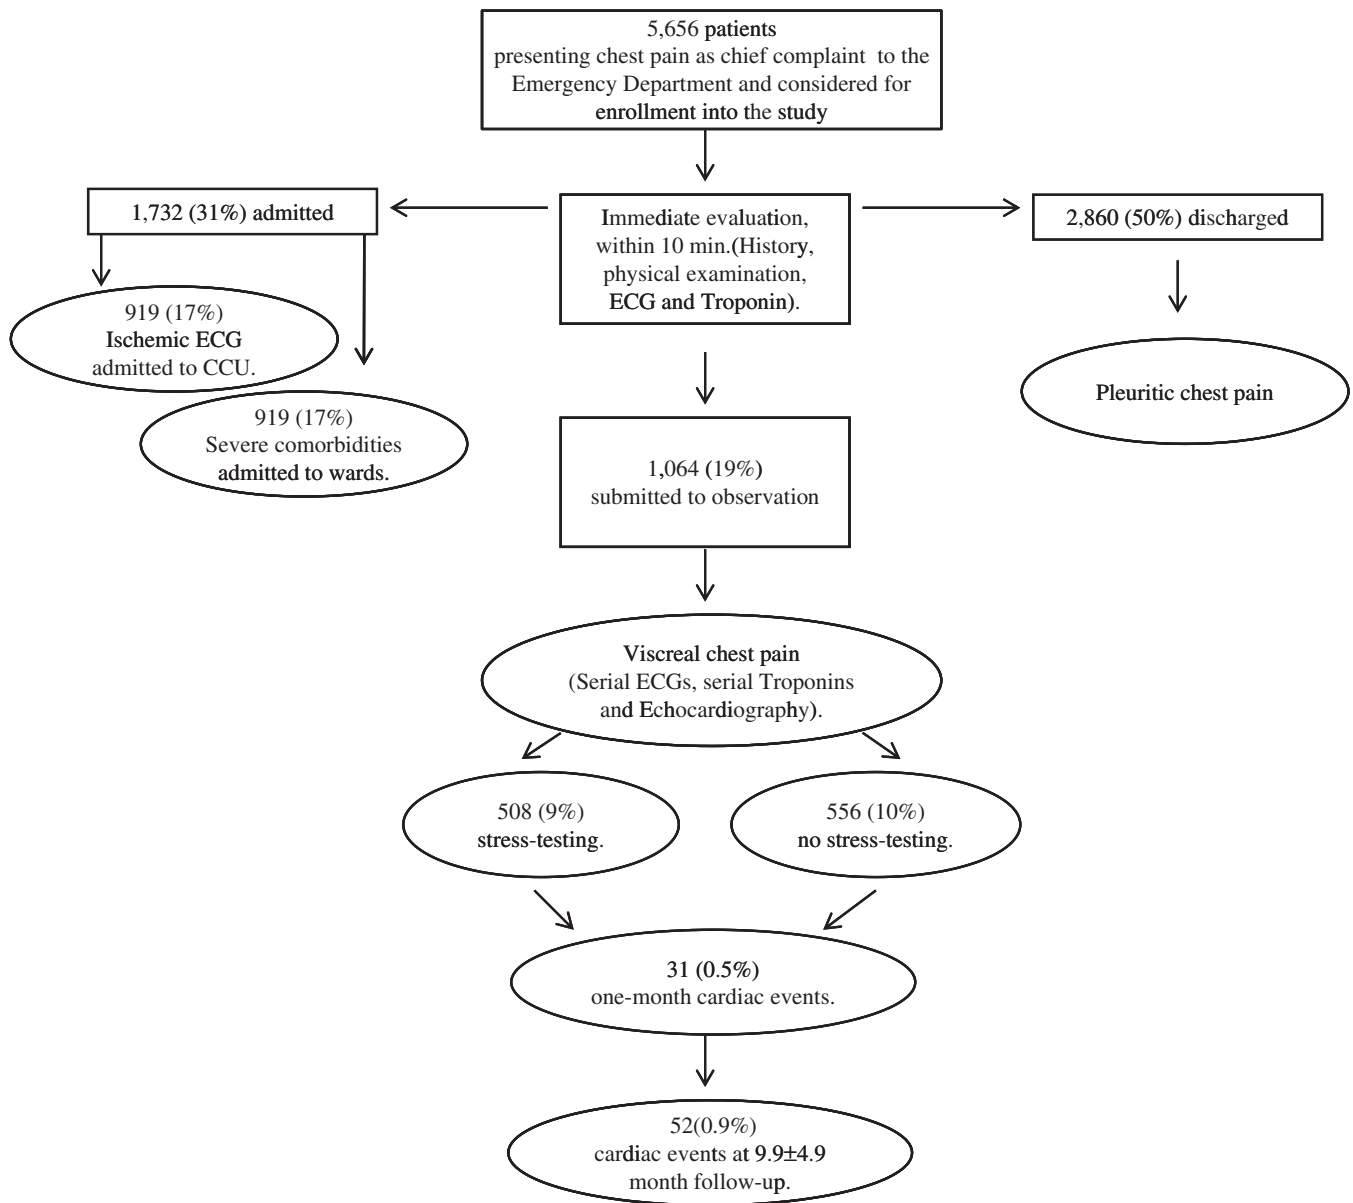 5,656 patients
presenting chest pain as chief complaint to the
Emergency Department and considered for
enrollment into the study
1,732 (31%) admitted
Immediate evaluation,
within 10 min.(History,
physical examination,
ECG and Troponin).
2,860 (50%) discharged
919 (17%)
Ischemic ECG
admitted to CCU.
919 (17%)
Severe comorbidities
admitted to wards.
Pleuritic chest pain
1,064 (19%)
submitted to observation
Viscreal chest pain
(Serial ECGs, serial Troponins
and Echocardiography).
508 (9%)
stress-testing.
556 (10%)
no stress-testing.
31 (0.5%)
one-month cardiac events.
52(0.9%)
cardiac events at 9.9±4.9
month follow-up.